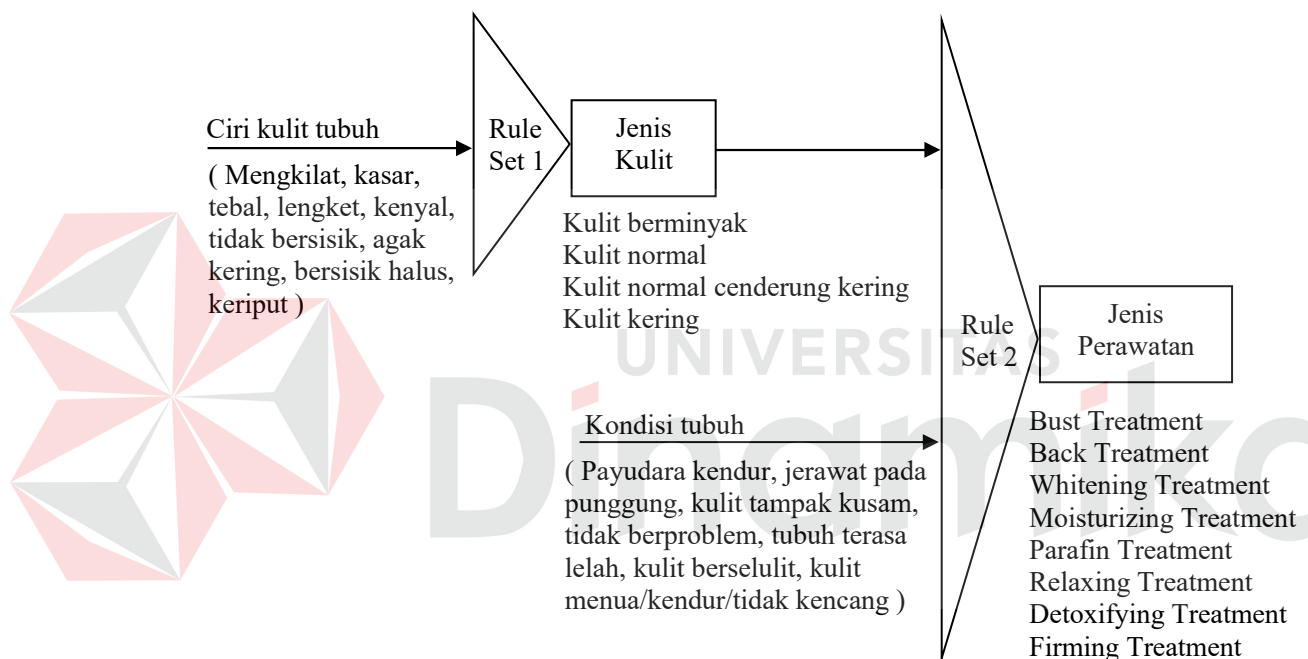 Ciri kulit tubuh
( Mengkilat, kasar,
tebal, lengket, kenyal,
tidak bersisik, agak
kering, bersisik halus,
keriput )
Rule
Set 1
Jenis
Kulit
Kulit berminyak
Kulit normal
Kulit normal cenderung kering
Kulit kering
UNIVERSITAS
Dinamika
Kondisi tubuh
( Payudara kendur, jerawat pada
punggung, kulit tampak kusam,
tidak berproblem, tubuh terasa
lelah, kulit berselulit, kulit
menua/kendur/tidak kencang )
Rule
Set 2
Jenis
Perawatan
Bust Treatment
Back Treatment
Whitening Treatment
Moisturizing Treatment
Parafin Treatment
Relaxing Treatment
Detoxifying Treatment
Firming Treatment